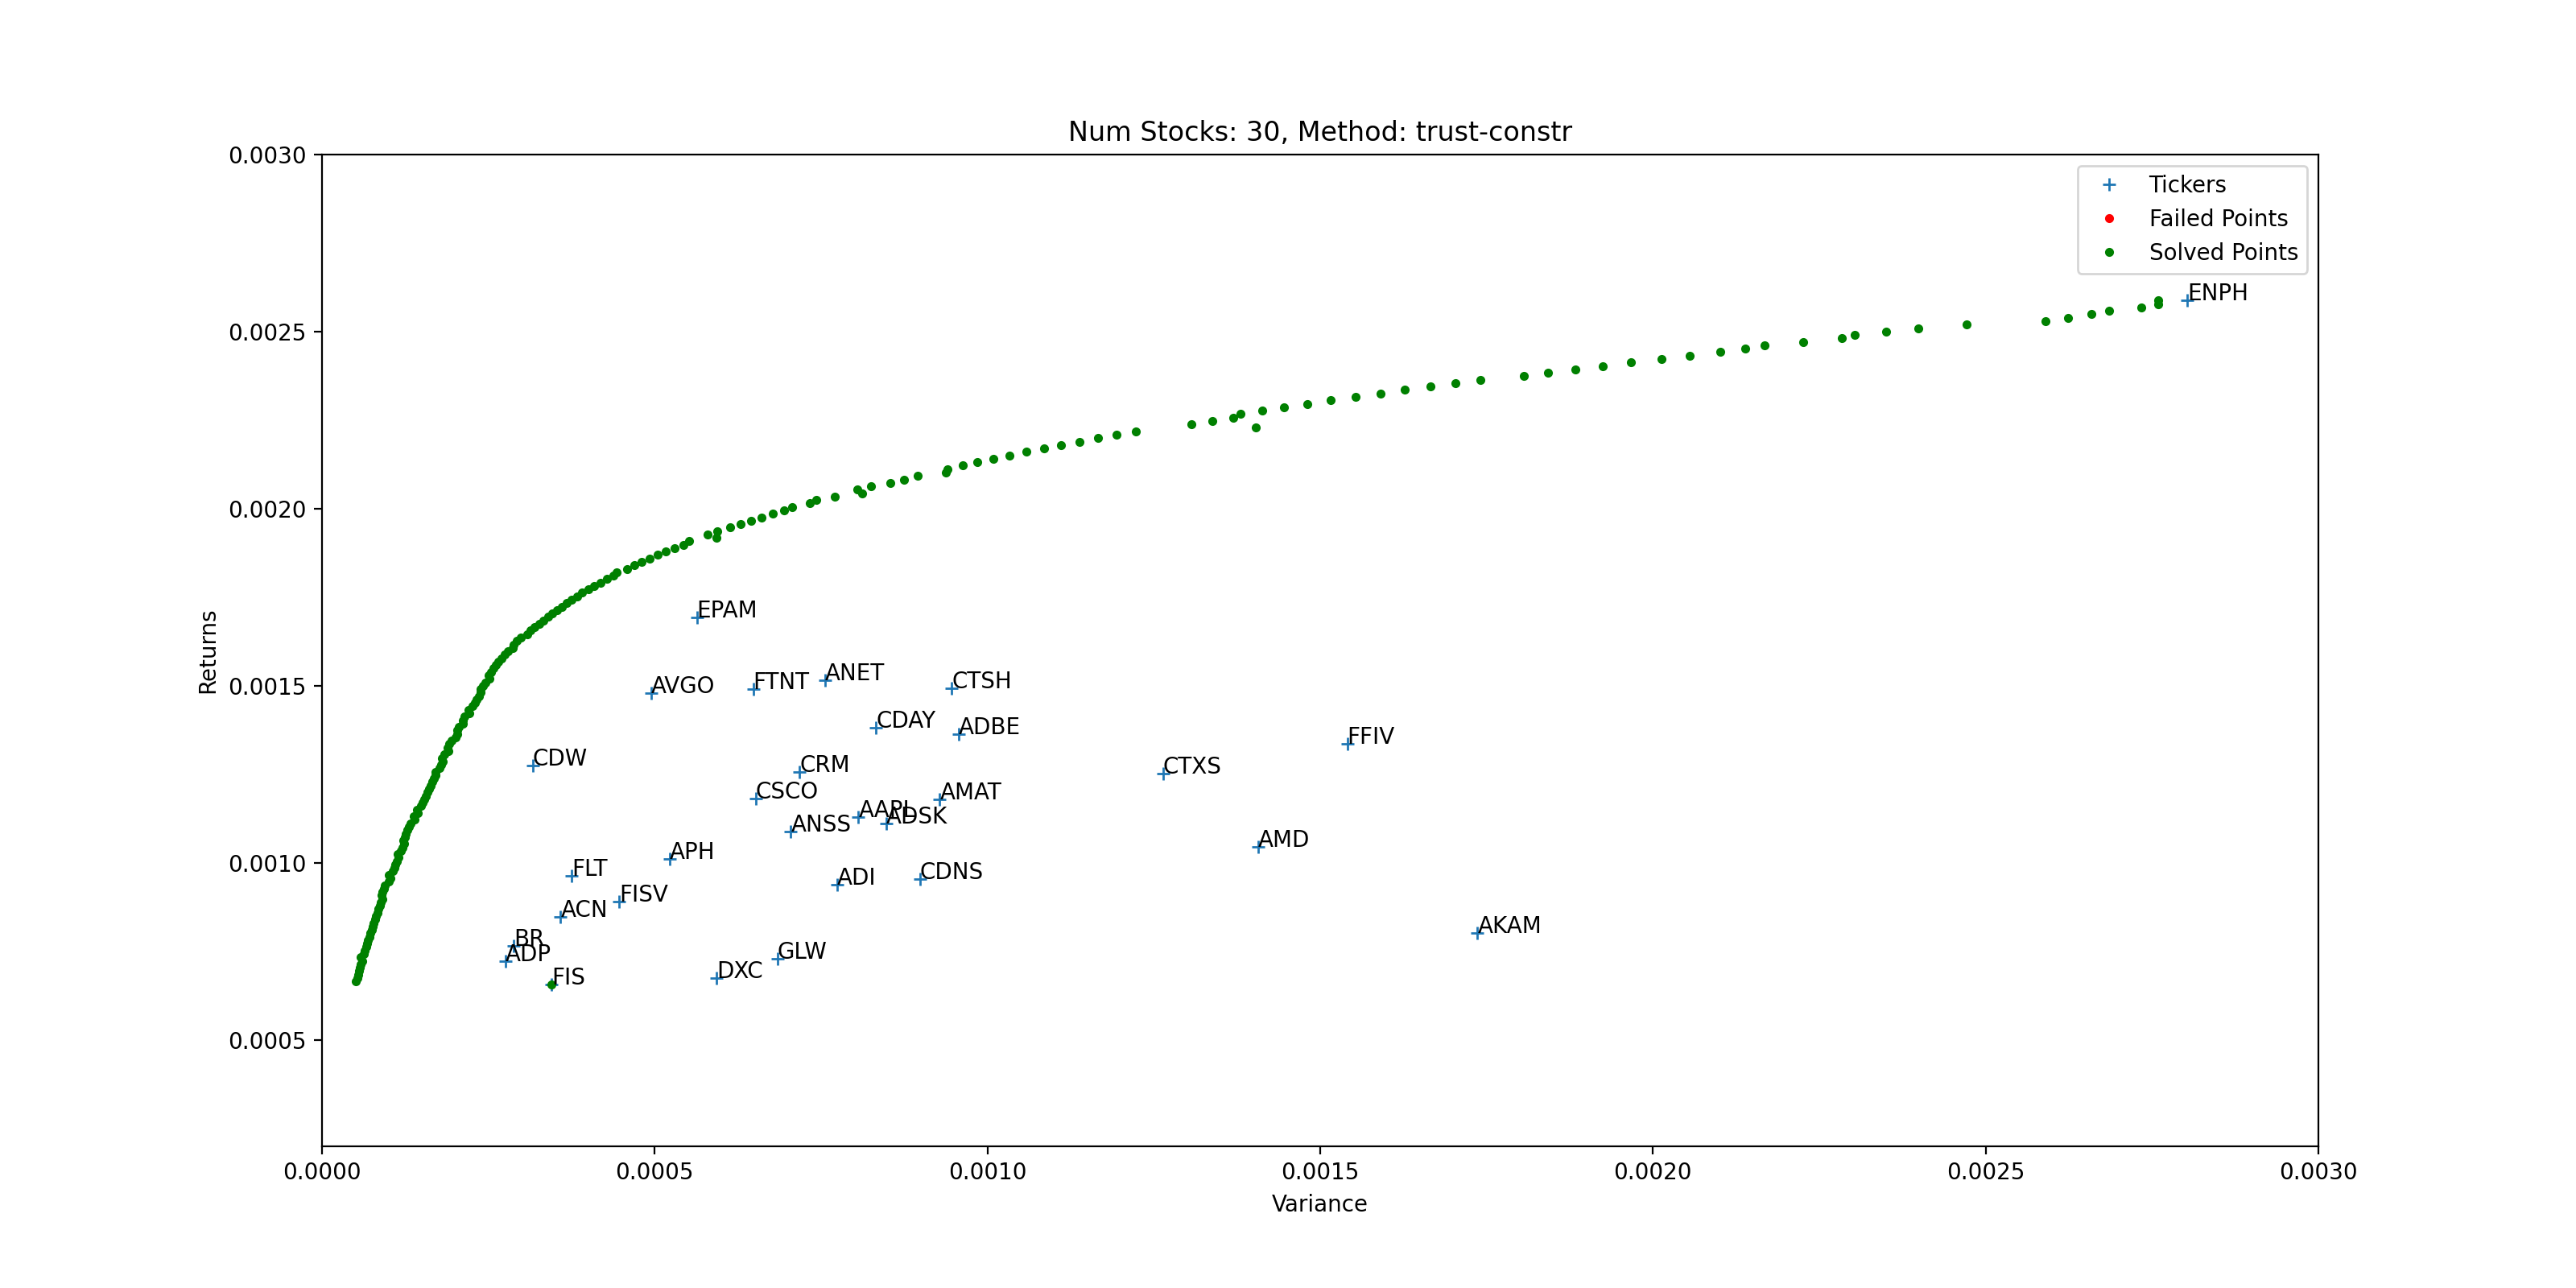 Num Stocks: 30, Method: trust-constr
0.0030
Tickers
Failed Points
Solved Points
ENPH
0.0025
0.0020
EPAM
Returns
0.0015
AVGO
FTNT
ANET
CTSH
CDAY
ADBE
FFIV
CDW
CRM
CTXS
CSCO
AMAT
AAPL
ADSK
ANSS
AMD
APH
0.0010
FLT
ADI
CDNS
FISV
ACN
AKAM
BR
ADP
GLW
DXC
FIS
0.0005
0.0000
0.0005
0.0010
0.0015
0.0020
0.0025
0.0030
Variance